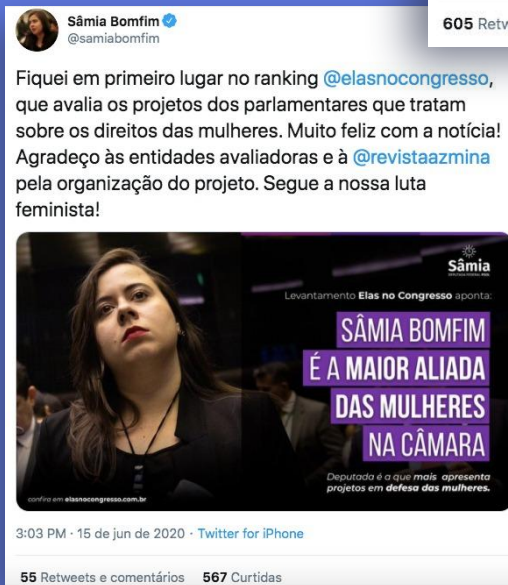 605 Retw
Sâmia Bomfim
@samiabomfim
Fiquei em primeiro lugar no ranking @elasnocongresso,
que avalia os projetos dos parlamentares que tratam
sobre os direitos das mulheres. Muito feliz com a notícia!
Agradeço às entidades avaliadoras e à @revistaazmina
pela organização do projeto. Segue a nossa luta
feminista!
Sâmia
DEPUTADA FEDERAL PSOL
Levantamento Elas no Congresso aponta:
SÂMIA BOMFIM
É A MAIOR ALIADA
DAS MULHERES
NA CÂMARA
Deputada é a que mais apresenta
projetos em defesa das mulheres.
confira em elasnocongresso.com.br
3:03 PM · 15 de jun de 2020 · Twitter for iPhone
55 Retweets e comentários 567 Curtidas